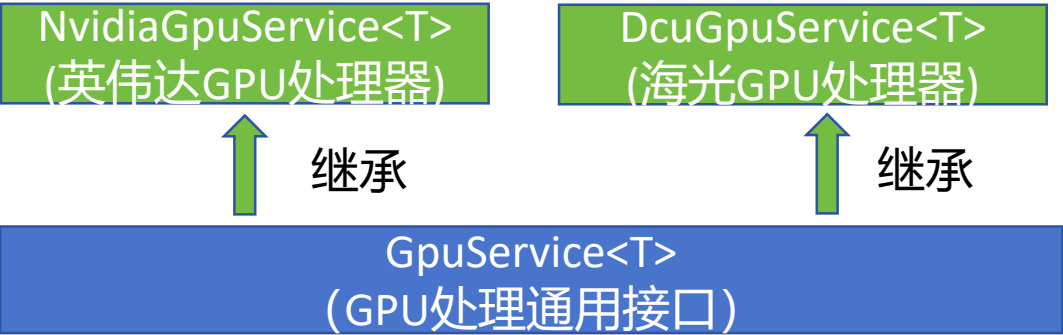 NvidiaGpuService<T>
(英伟达GPU处理器)
DcuGpuService<T>
(海光GPU处理器)
继承
继承
GpuService<T>
（GPU处理通用接口）